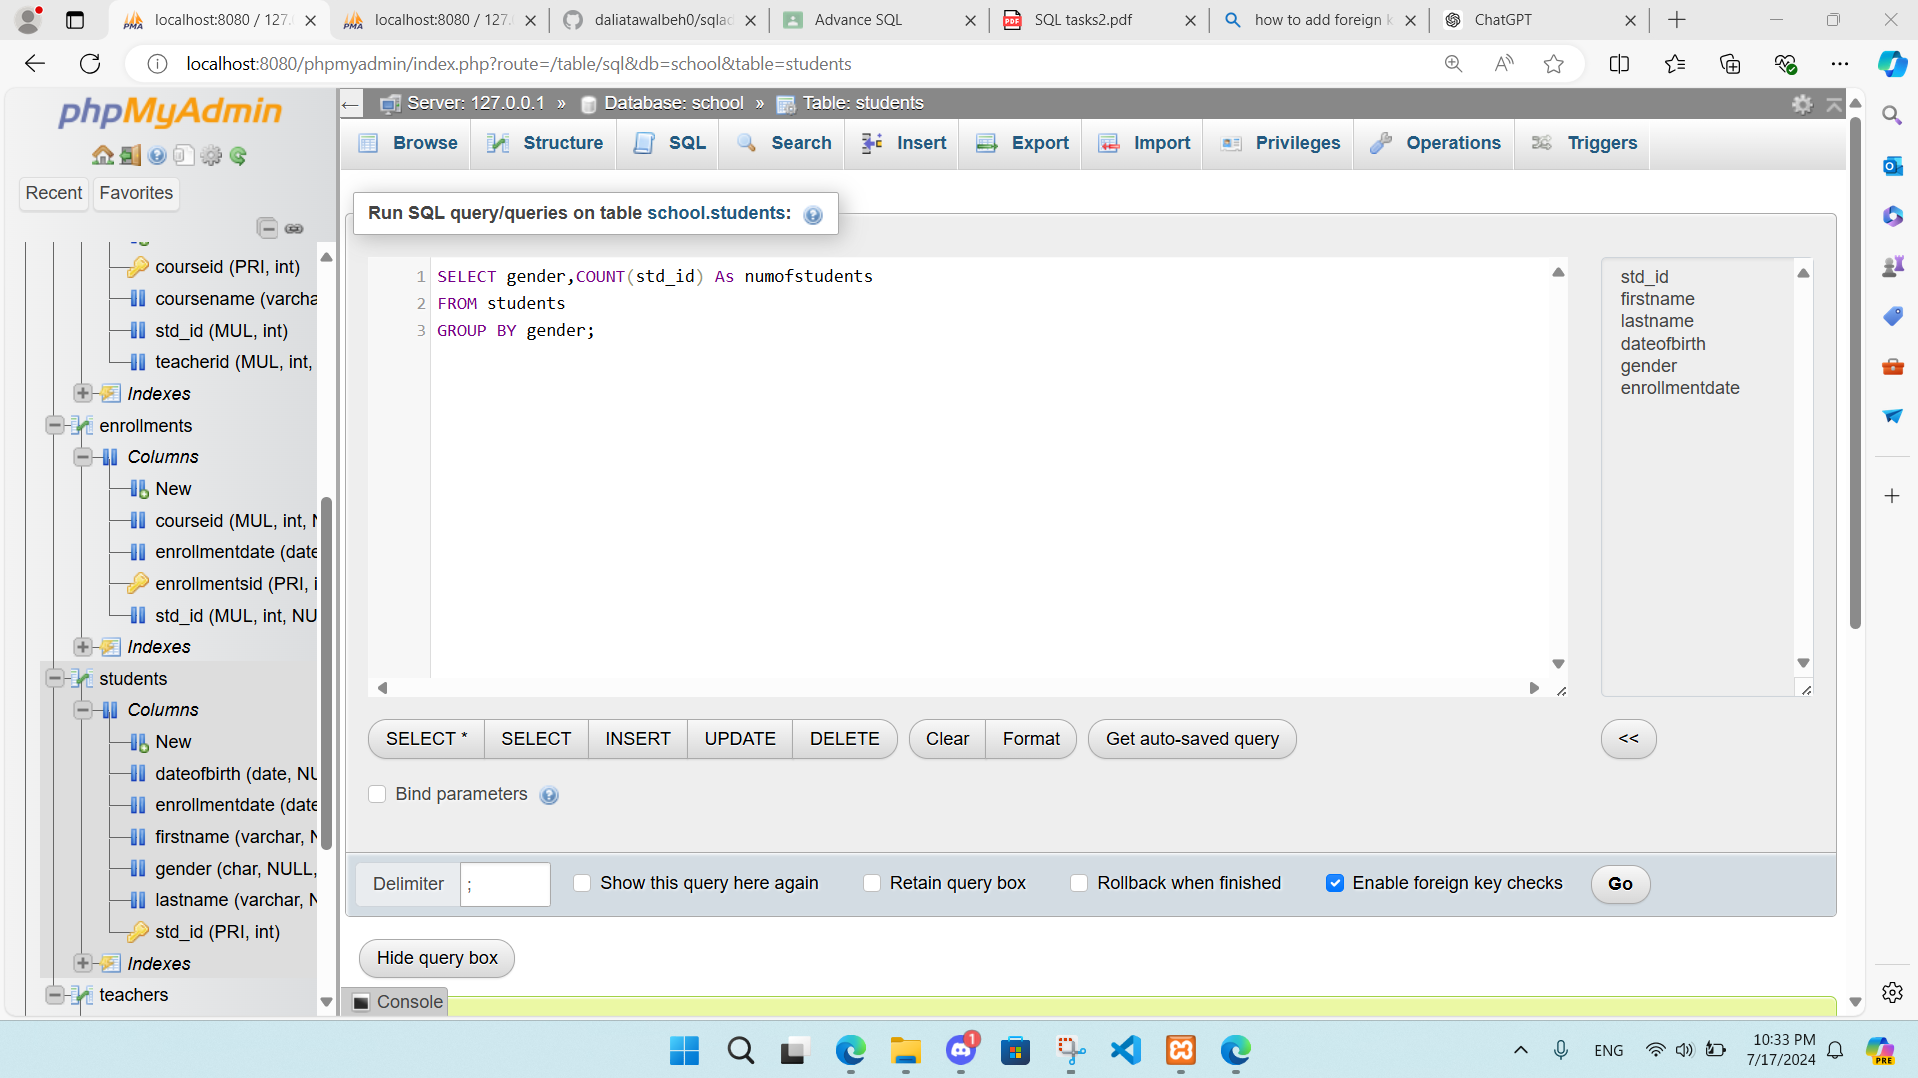 localhost:8080 / 127.
localhost:8080 / 127.
daliatawalbeh0/sqlad
Advance SQL
SQL tasks2.pdf
how to add foreign k
ChatGPT
localhost:8080/phpmyadmin/index.php?route=/table/sql&db=school&table=students
phpMyAdmin
Recent
Favorites
courseid (PRI, int)
coursename (varcha
std_id (MUL, int)
teacherid (MUL, int,
Indexes
enrollments
Columns
New
courseid (MUL, int, N
enrollmentdate (date
enrollmentsid (PRI, i
std_id (MUL, int, NU
Indexes
students
Columns
New
dateofbirth (date, NU
enrollmentdate (date
firstname (varchar, N
gender (char, NULL,
lastname (varchar, N
std_id (PRI, int)
Indexes
teachers
Server: 127.0.0.1 » Database: school » Table: students
Browse
Structure
SQL
Search
Insert
Export
Import
Privileges
Operations
Triggers
Run SQL query/queries on table school.students:
1 SELECT gender,COUNT(std_id) As numofstudents
2 FROM students
3 GROUP BY gender;
std_id
firstname
lastname
dateofbirth
gender
enrollmentdate
SELECT *
SELECT
INSERT
UPDATE
DELETE
Clear
Format
Get auto-saved query
<<
Bind parameters
Delimiter
;
Show this query here again
Retain query box
Rollback when finished
Enable foreign key checks
Go
Hide query box
Console
1
ENG
10:33 PM
7/17/2024
PRE